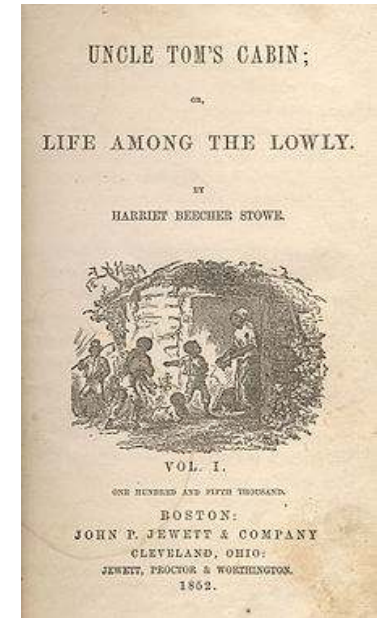 UNCLE TOM'S CABIN;
OR,
LIFE AMONG THE LOWLY.
BY
HARRIET BEECHER STOWE.
VOL. I.
ONE HUNDRED AND FIFTH THOUSAND.
BOSTON:
JOHN P. JEWETT & COMPANY
CLEVELAND, OHIO:
JEWETT, PROCTOR & WORTHINGTON.
1852.